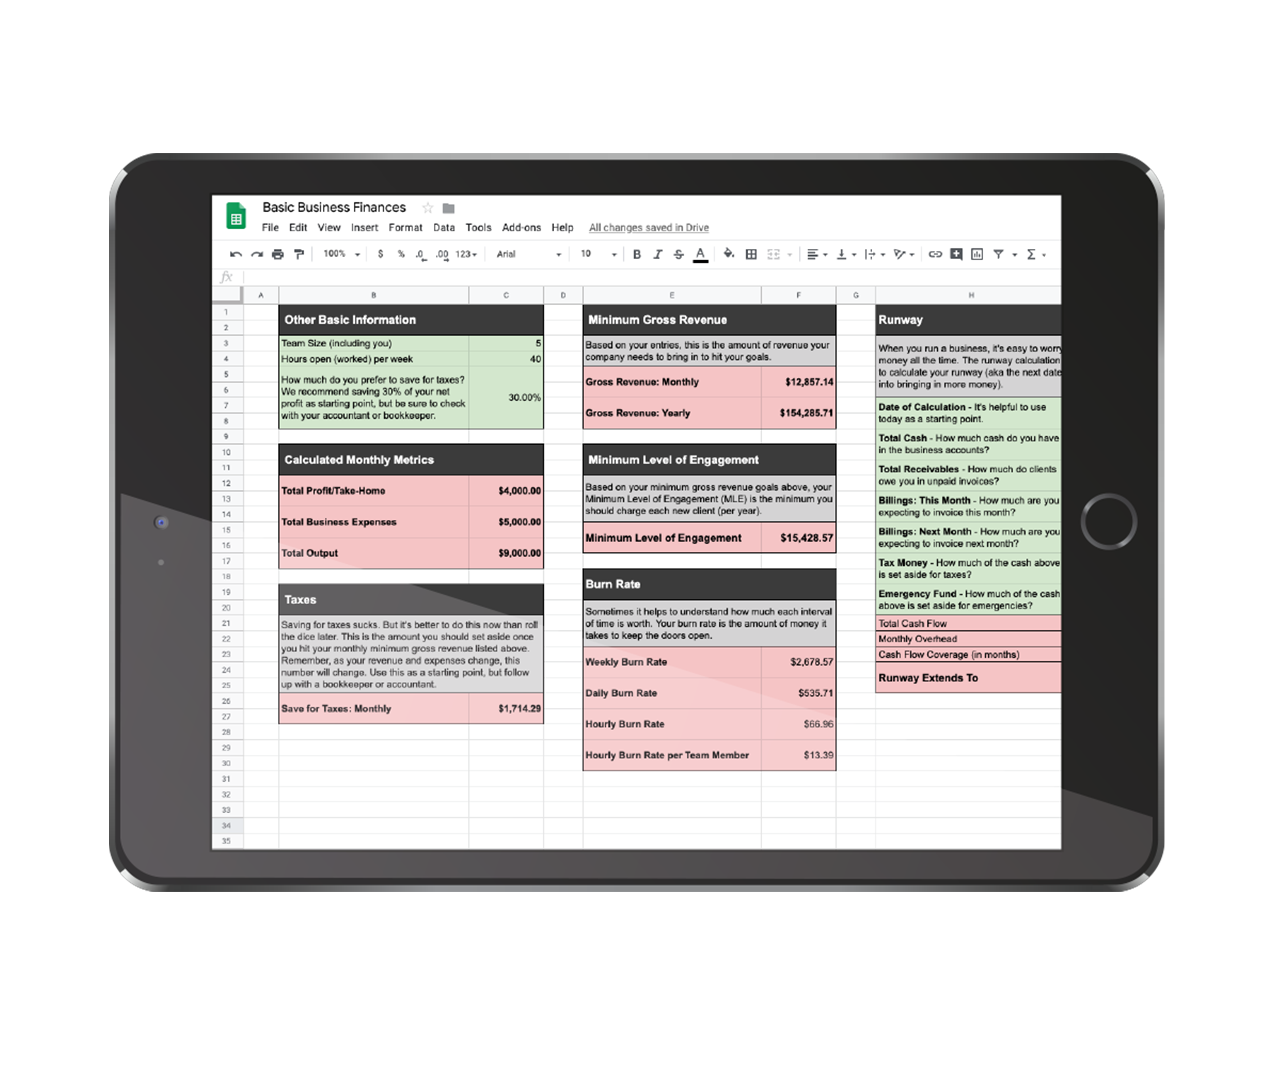 Basic Business Finances
File Edit View Insert Format Data Tools Add-ons Help All changes saved in Drive
100% $ % .0 .00 123 Arial 10 B I S A
fx
A B C D E F G H
1
2
3
4
5
6
7
8
9
10
11
12
13
14
15
16
17
18
19
20
21
22
23
24
25
26
27
28
29
30
31
32
33
34
35
Other Basic Information
Team Size (including you) 5
Hours open (worked) per week 40
How much do you prefer to save for taxes?
We recommend saving 30% of your net
profit as starting point, but be sure to check
with your accountant or bookkeeper.
30.00%
Calculated Monthly Metrics
Total Profit/Take-Home $4,000.00
Total Business Expenses $5,000.00
Total Output $9,000.00
Taxes
Saving for taxes sucks. But it's better to do this now than roll
the dice later. This is the amount you should set aside once
you hit your monthly minimum gross revenue listed above.
Remember, as your revenue and expenses change, this
number will change. Use this as a starting point, but follow
up with a bookkeeper or accountant.
Save for Taxes: Monthly $1,714.29
Minimum Gross Revenue
Based on your entries, this is the amount of revenue your
company needs to bring in to hit your goals.
Gross Revenue: Monthly $12,857.14
Gross Revenue: Yearly $154,285.71
Minimum Level of Engagement
Based on your minimum gross revenue goals above, your
Minimum Level of Engagement (MLE) is the minimum you
should charge each new client (per year).
Minimum Level of Engagement $15,428.57
Burn Rate
Sometimes it helps to understand how much each interval
of time is worth. Your burn rate is the amount of money it
takes to keep the doors open.
Weekly Burn Rate $2,678.57
Daily Burn Rate $535.71
Hourly Burn Rate $66.96
Hourly Burn Rate per Team Member $13.39
Runway
When you run a business, it's easy to worry
money all the time. The runway calculation
to calculate your runway (aka the next date
into bringing in more money).
Date of Calculation - It's helpful to use
today as a starting point.
Total Cash - How much cash do you have
in the business accounts?
Total Receivables - How much do clients
owe you in unpaid invoices?
Billings: This Month - How much are you
expecting to invoice this month?
Billings: Next Month - How much are you
expecting to invoice next month?
Tax Money - How much of the cash above
is set aside for taxes?
Emergency Fund - How much of the cash
above is set aside for emergencies?
Total Cash Flow
Monthly Overhead
Cash Flow Coverage (in months)
Runway Extends To